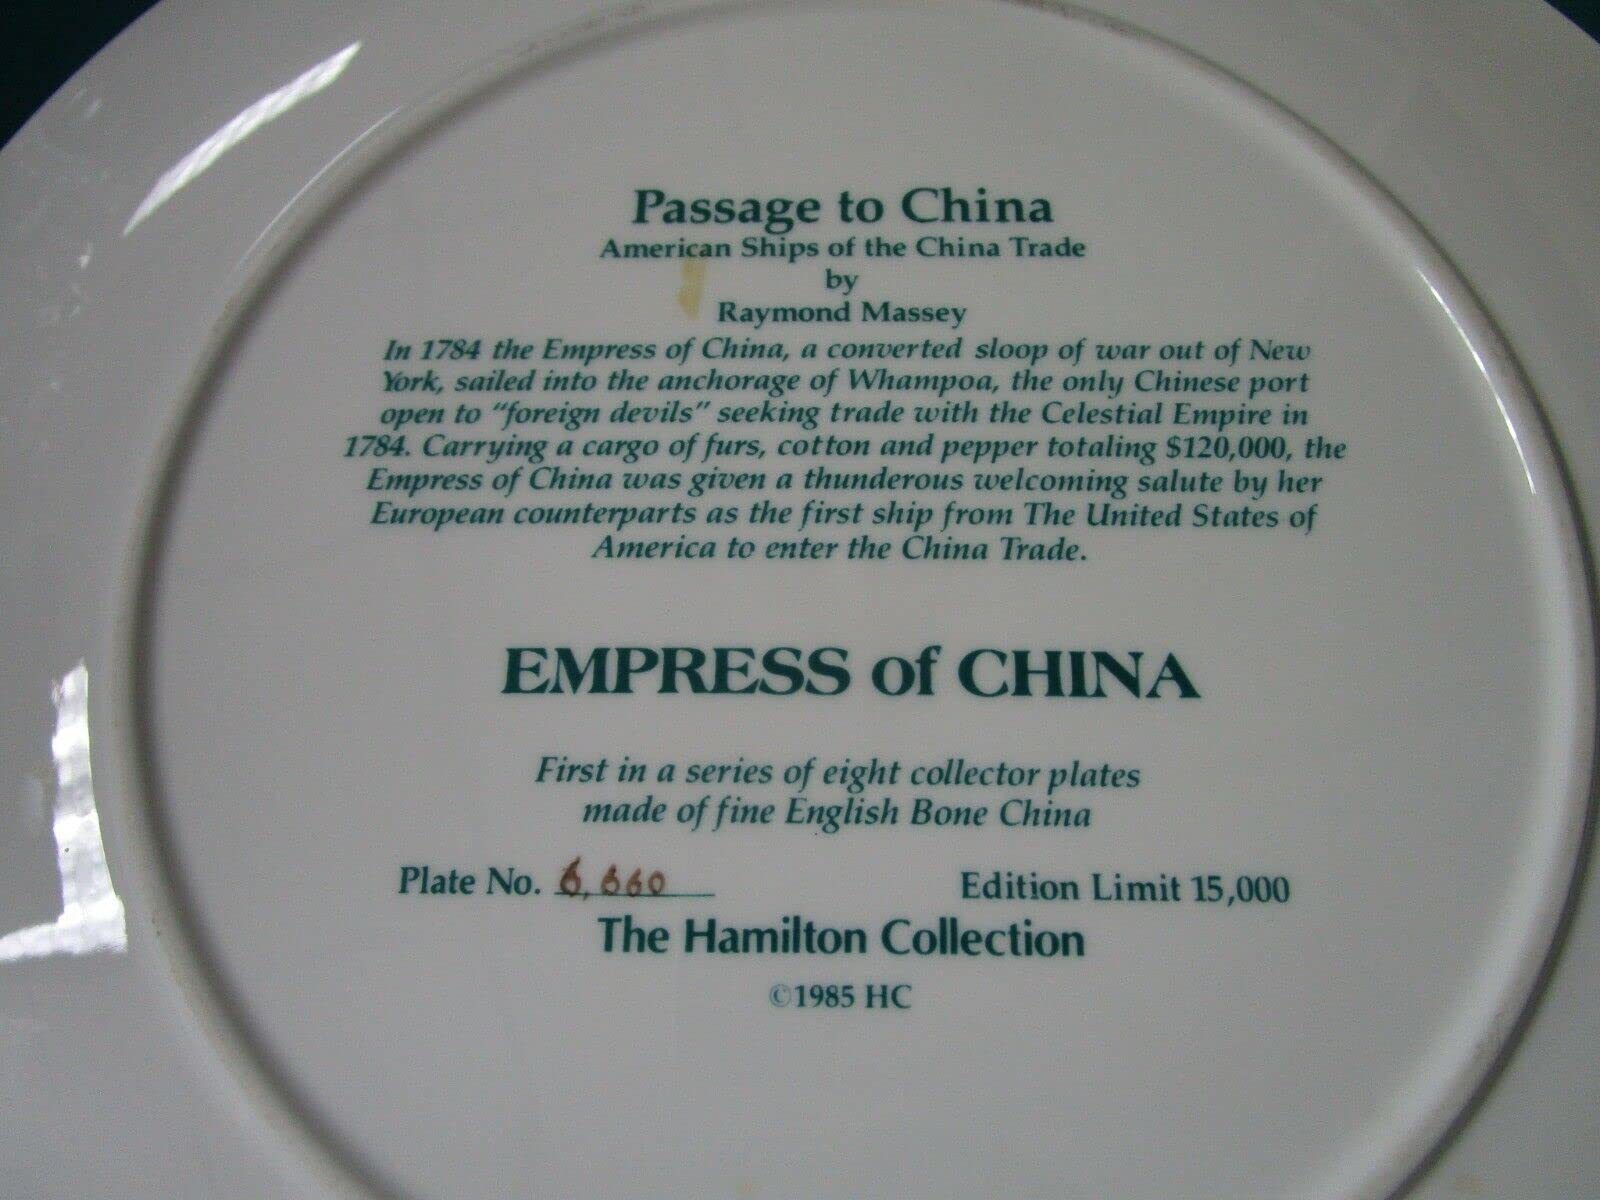 Passage to China
American Ships of the China Trade
by
Raymond Massey
In 1784 the Empress of China, a converted sloop of war out of New
York, sailed into the anchorage of Whampoa, the only Chinese port
open to “foreign devils” seeking trade with the Celestial Empire in
1784. Carrying a cargo of furs, cotton and pepper totaling $120,000, the
Empress of China was given a thunderous welcoming salute by her
European counterparts as the first ship from The United States of
America to enter the China Trade.
EMPRESS of CHINA
First in a series of eight collector plates
made of fine English Bone China
Plate No. 6,660 Edition Limit 15,000
The Hamilton Collection
©1985 HC